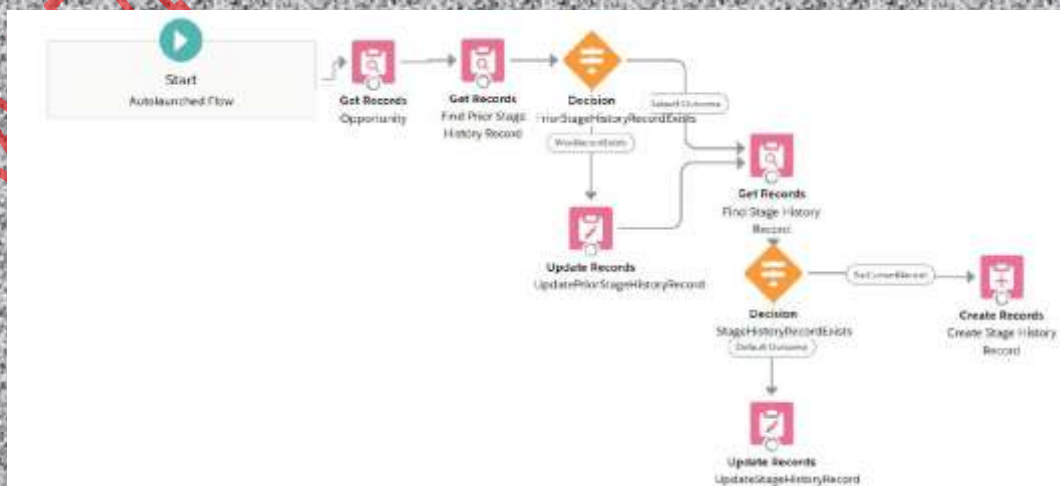 Start
Autolaunched Flow
Get Records
Opportunity
Get Records
Find Prior Stage
History Record
Decision
PriorStageHistoryRecordExists
Default Outcome
Get Records
Find Stage History
Record
Update Records
UpdatePriorStageHistoryRecord
Decision
StageHistoryRecordExists
Default Outcome
Create Records
Create Stage History
Record
Update Records
UpdateStageHistoryRecord